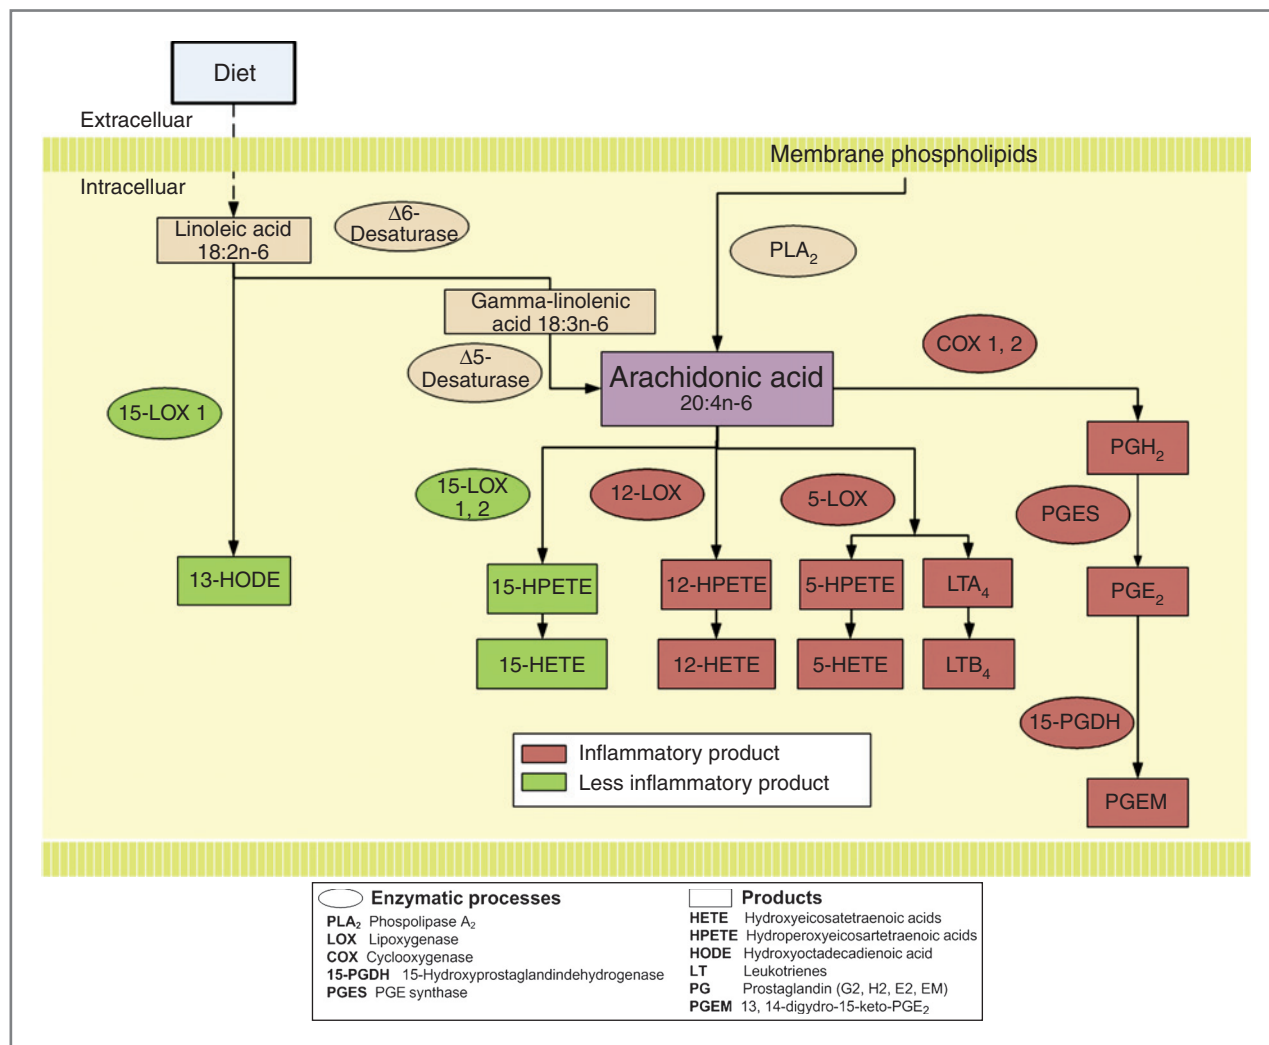 Diet
Extracelluar
Membrane phospholipids
Intracelluar
Linoleic acid
18:2n-6
Δ6-
Desaturase
PLA2
Gamma-linolenic
acid 18:3n-6
COX 1, 2
Δ5-
Desaturase
Arachidonic acid
20:4n-6
15-LOX 1
PGH2
15-LOX
1, 2
12-LOX
5-LOX
PGES
13-HODE
15-HPETE
12-HPETE
5-HPETE
LTA4
PGE2
15-HETE
12-HETE
5-HETE
LTB4
15-PGDH
Inflammatory product
Less inflammatory product
PGEM
Enzymatic processes
PLA2 Phospolipase A2
LOX Lipoxygenase
COX Cyclooxygenase
15-PGDH 15-Hydroxyprostaglandindehydrogenase
PGES PGE synthase
Products
HETE Hydroxyeicosatetraenoic acids
HPETE Hydroperoxyeicosartetraenoic acids
HODE Hydroxyoctadecadienoic acid
LT Leukotrienes
PG Prostaglandin (G2, H2, E2, EM)
PGEM 13, 14-digydro-15-keto-PGE2